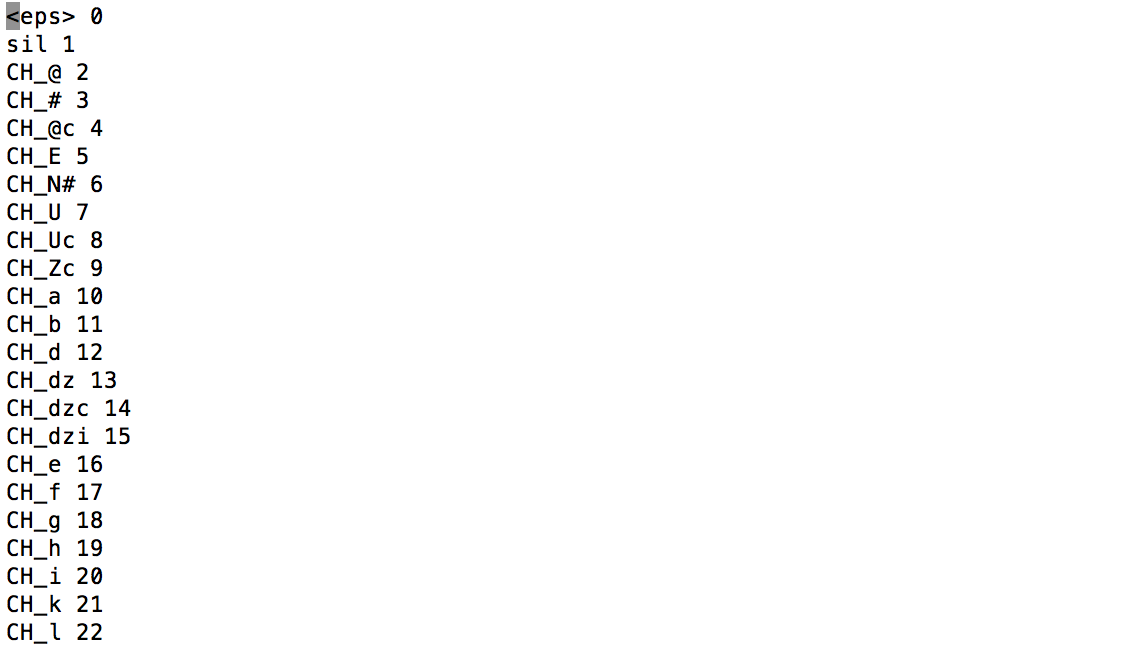 <eps> 0
sil 1
CH_@ 2
CH_# 3
CH_@c 4
CH_E 5
CH_N# 6
CH_U 7
CH_Uc 8
CH_Zc 9
CH_a 10
CH_b 11
CH_d 12
CH_dz 13
CH_dzc 14
CH_dzi 15
CH_e 16
CH_f 17
CH_g 18
CH_h 19
CH_i 20
CH_k 21
CH_l 22